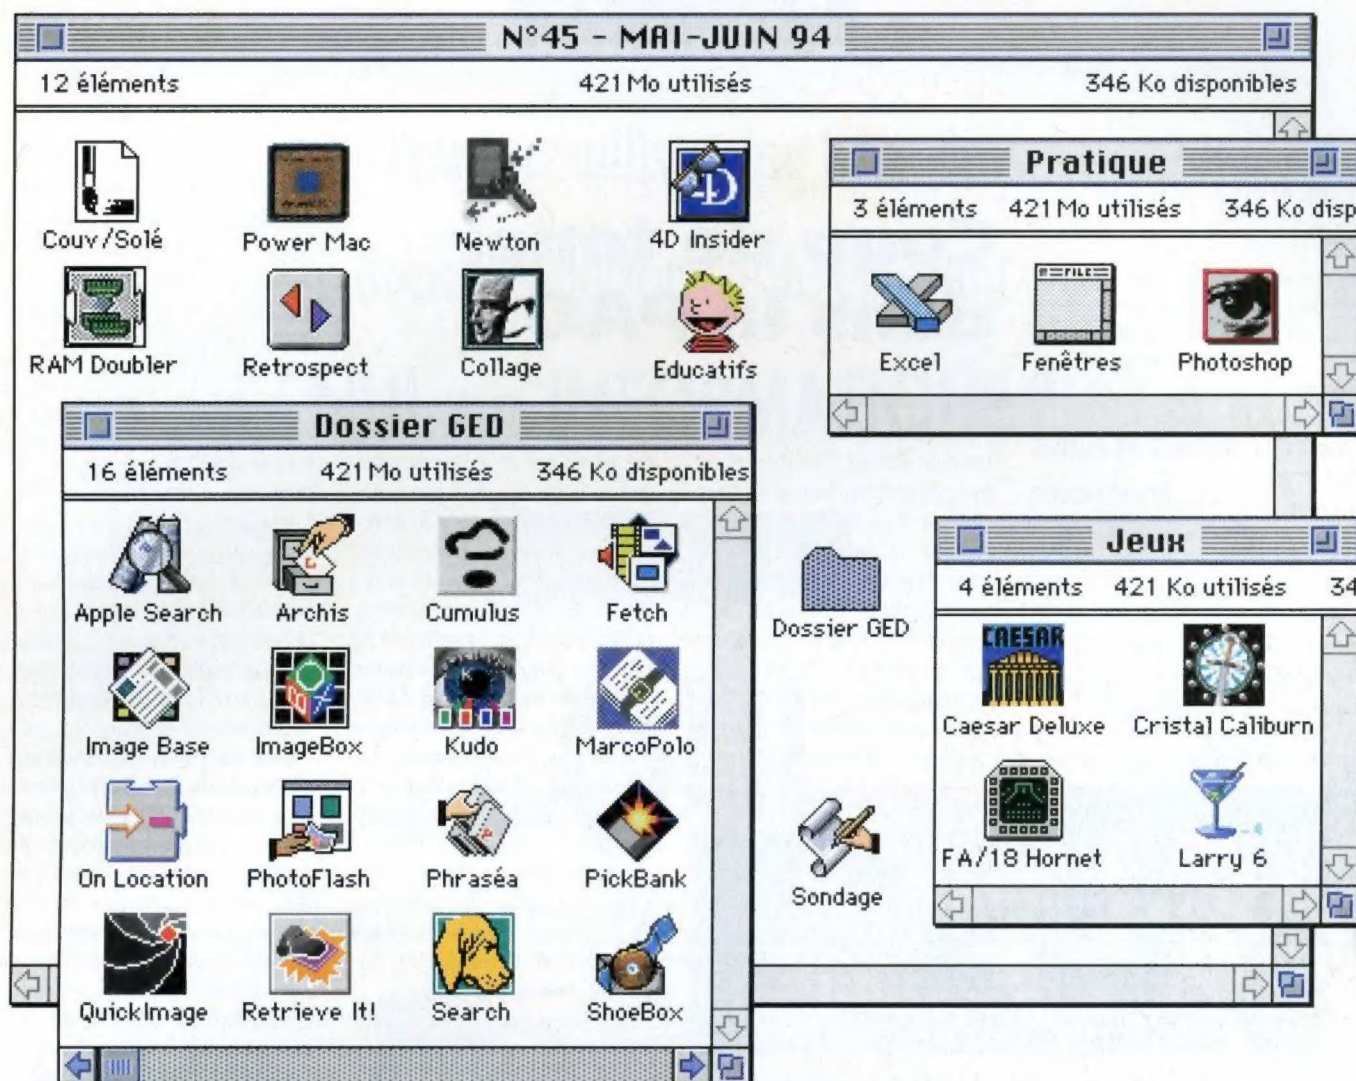 N°45 - MAI-JUIN 94
12 éléments 421 Mo utilisés 346 Ko disponibles
Couv/Solé Power Mac Newton 4D Insider
RAM Doubler Retrospect Collage Educatifs
Pratique
3 éléments 421 Mo utilisés 346 Ko disp
FILE
Excel Fenêtres Photoshop
Dossier GED
16 éléments 421 Mo utilisés 346 Ko disponibles
Apple Search Archis Cumulus Fetch
Image Base ImageBox Kudo MarcoPolo
On Location PhotoFlash Phraséa PickBank
QuickImage Retrieve It! Search ShoeBox
Dossier GED
Sondage
Jeux
4 éléments 421 Ko utilisés 34
CAESAR
Caesar Deluxe Cristal Caliburn
FA/18 Hornet Larry 6